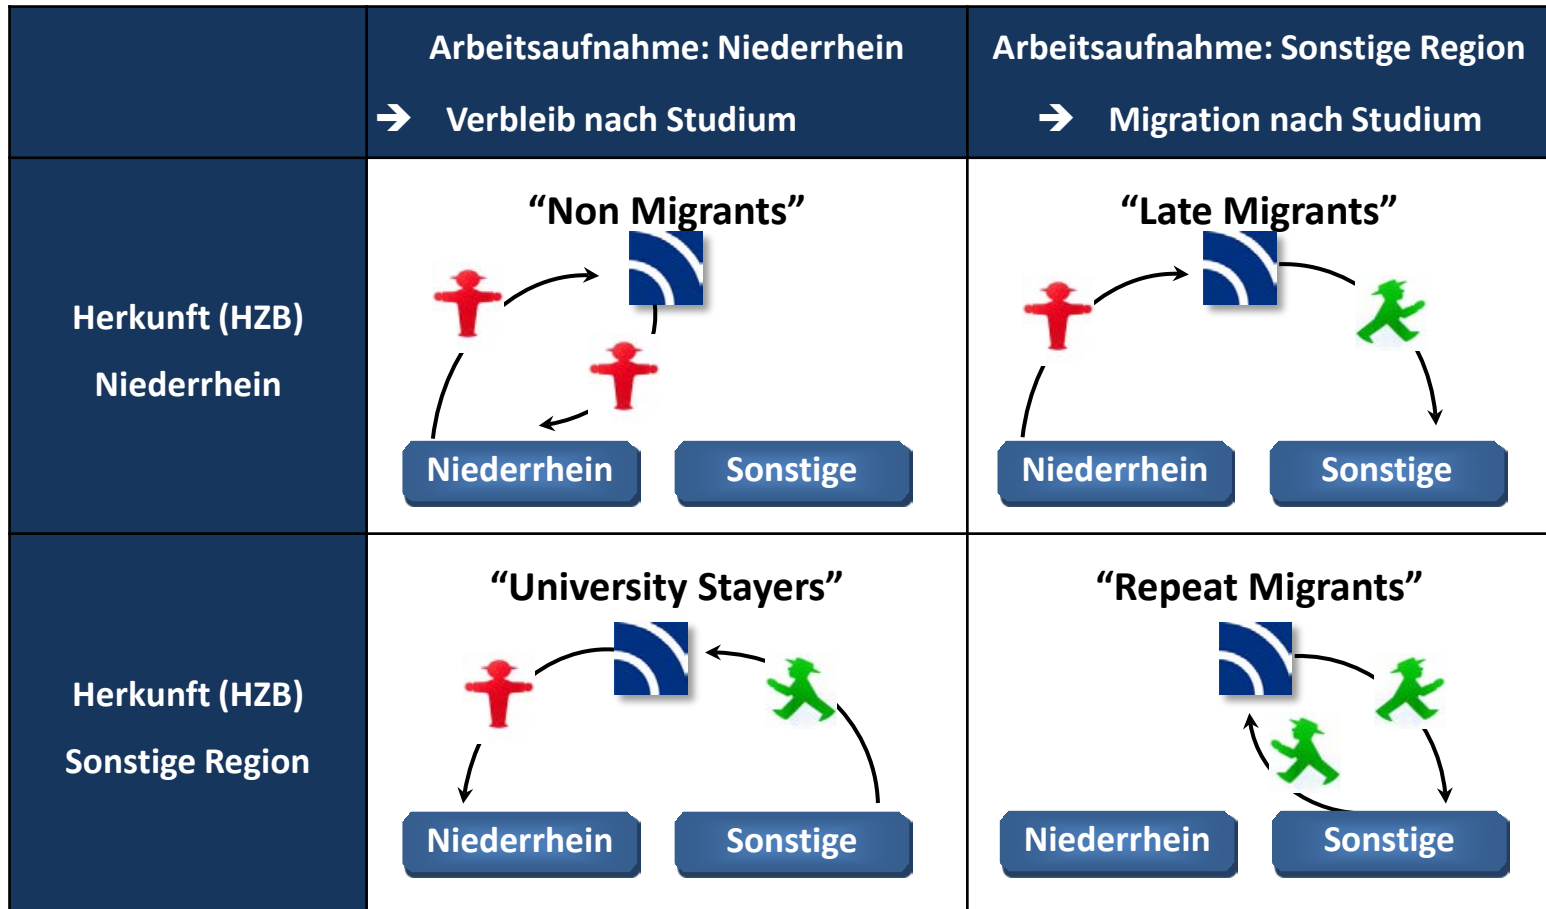 Arbeitsaufnahme: Niederrhein
➔ Verbleib nach Studium
Arbeitsaufnahme: Sonstige Region
➔ Migration nach Studium
Herkunft (HZB)
Niederrhein
“Non Migrants”
Niederrhein
Sonstige
“Late Migrants”
Niederrhein
Sonstige
Herkunft (HZB)
Sonstige Region
“University Stayers”
Niederrhein
Sonstige
“Repeat Migrants”
Niederrhein
Sonstige